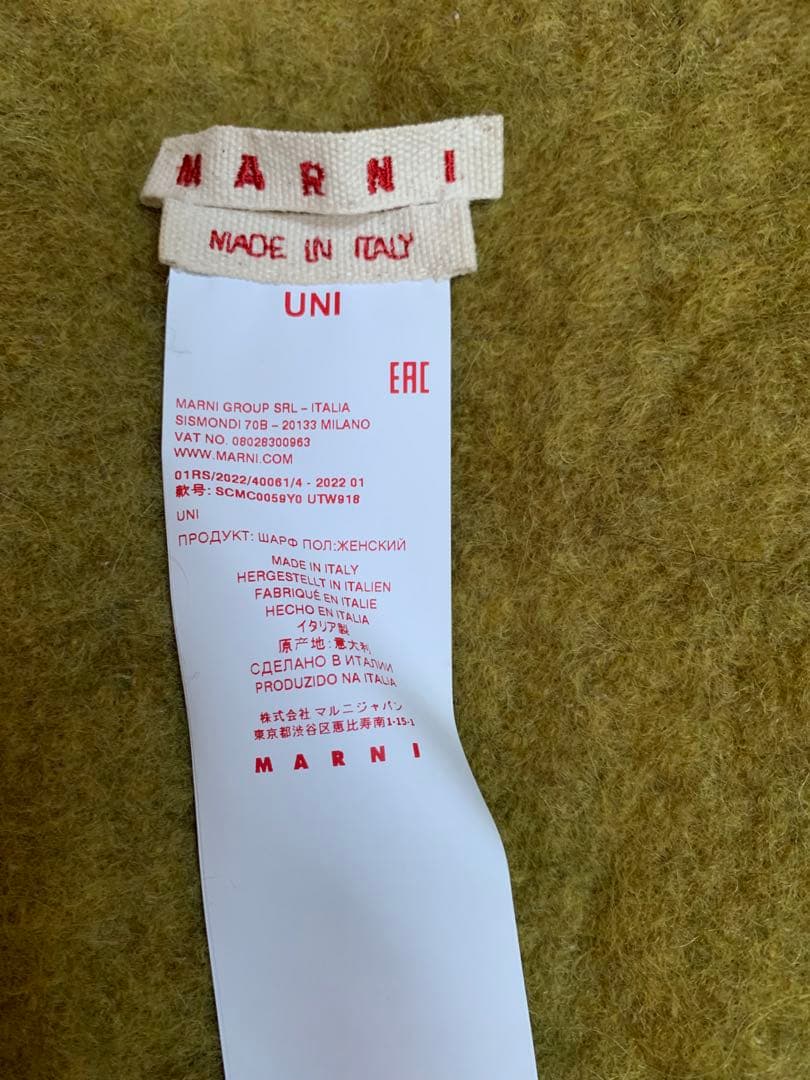 MARNI
MADE IN ITALY
UNI
EAC
MARNI GROUP SRL – ITALIA
SISMONDI 70B – 20133 MILANO
VAT NO. 08028300963
WWW.MARNI.COM
01RS/2022/40061/4 - 2022 01
款号: SCMC0059Y0 UTW918
UNI
ПРОДУКТ: ШАРФ ПОЛ:ЖЕНСКИЙ
MADE IN ITALY
HERGESTELLT IN ITALIEN
FABRIQUÉ EN ITALIE
HECHO EN ITALIA
イタリア製
原产地:意大利
СДЕЛАНО В ИТАЛИИ
PRODUZIDO NA ITALIA
株式会社 マルニジャパン
東京都渋谷区恵比寿南1-15-1
MARNI